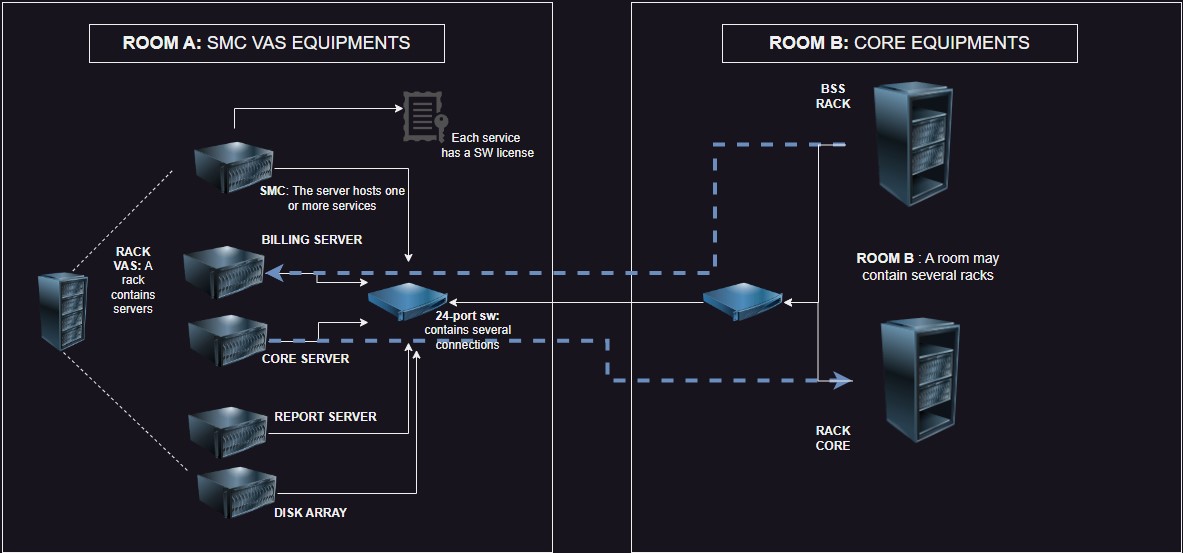 ROOM A: SMC VAS EQUIPMENTS
Each service
has a SW license
SMC: The server hosts one
or more services
BILLING SERVER
RACK
VAS: A
rack
contains
servers
24-port sw:
contains several
connections
CORE SERVER
REPORT SERVER
DISK ARRAY
ROOM B: CORE EQUIPMENTS
BSS
RACK
ROOM B : A room may
contain several racks
RACK
CORE